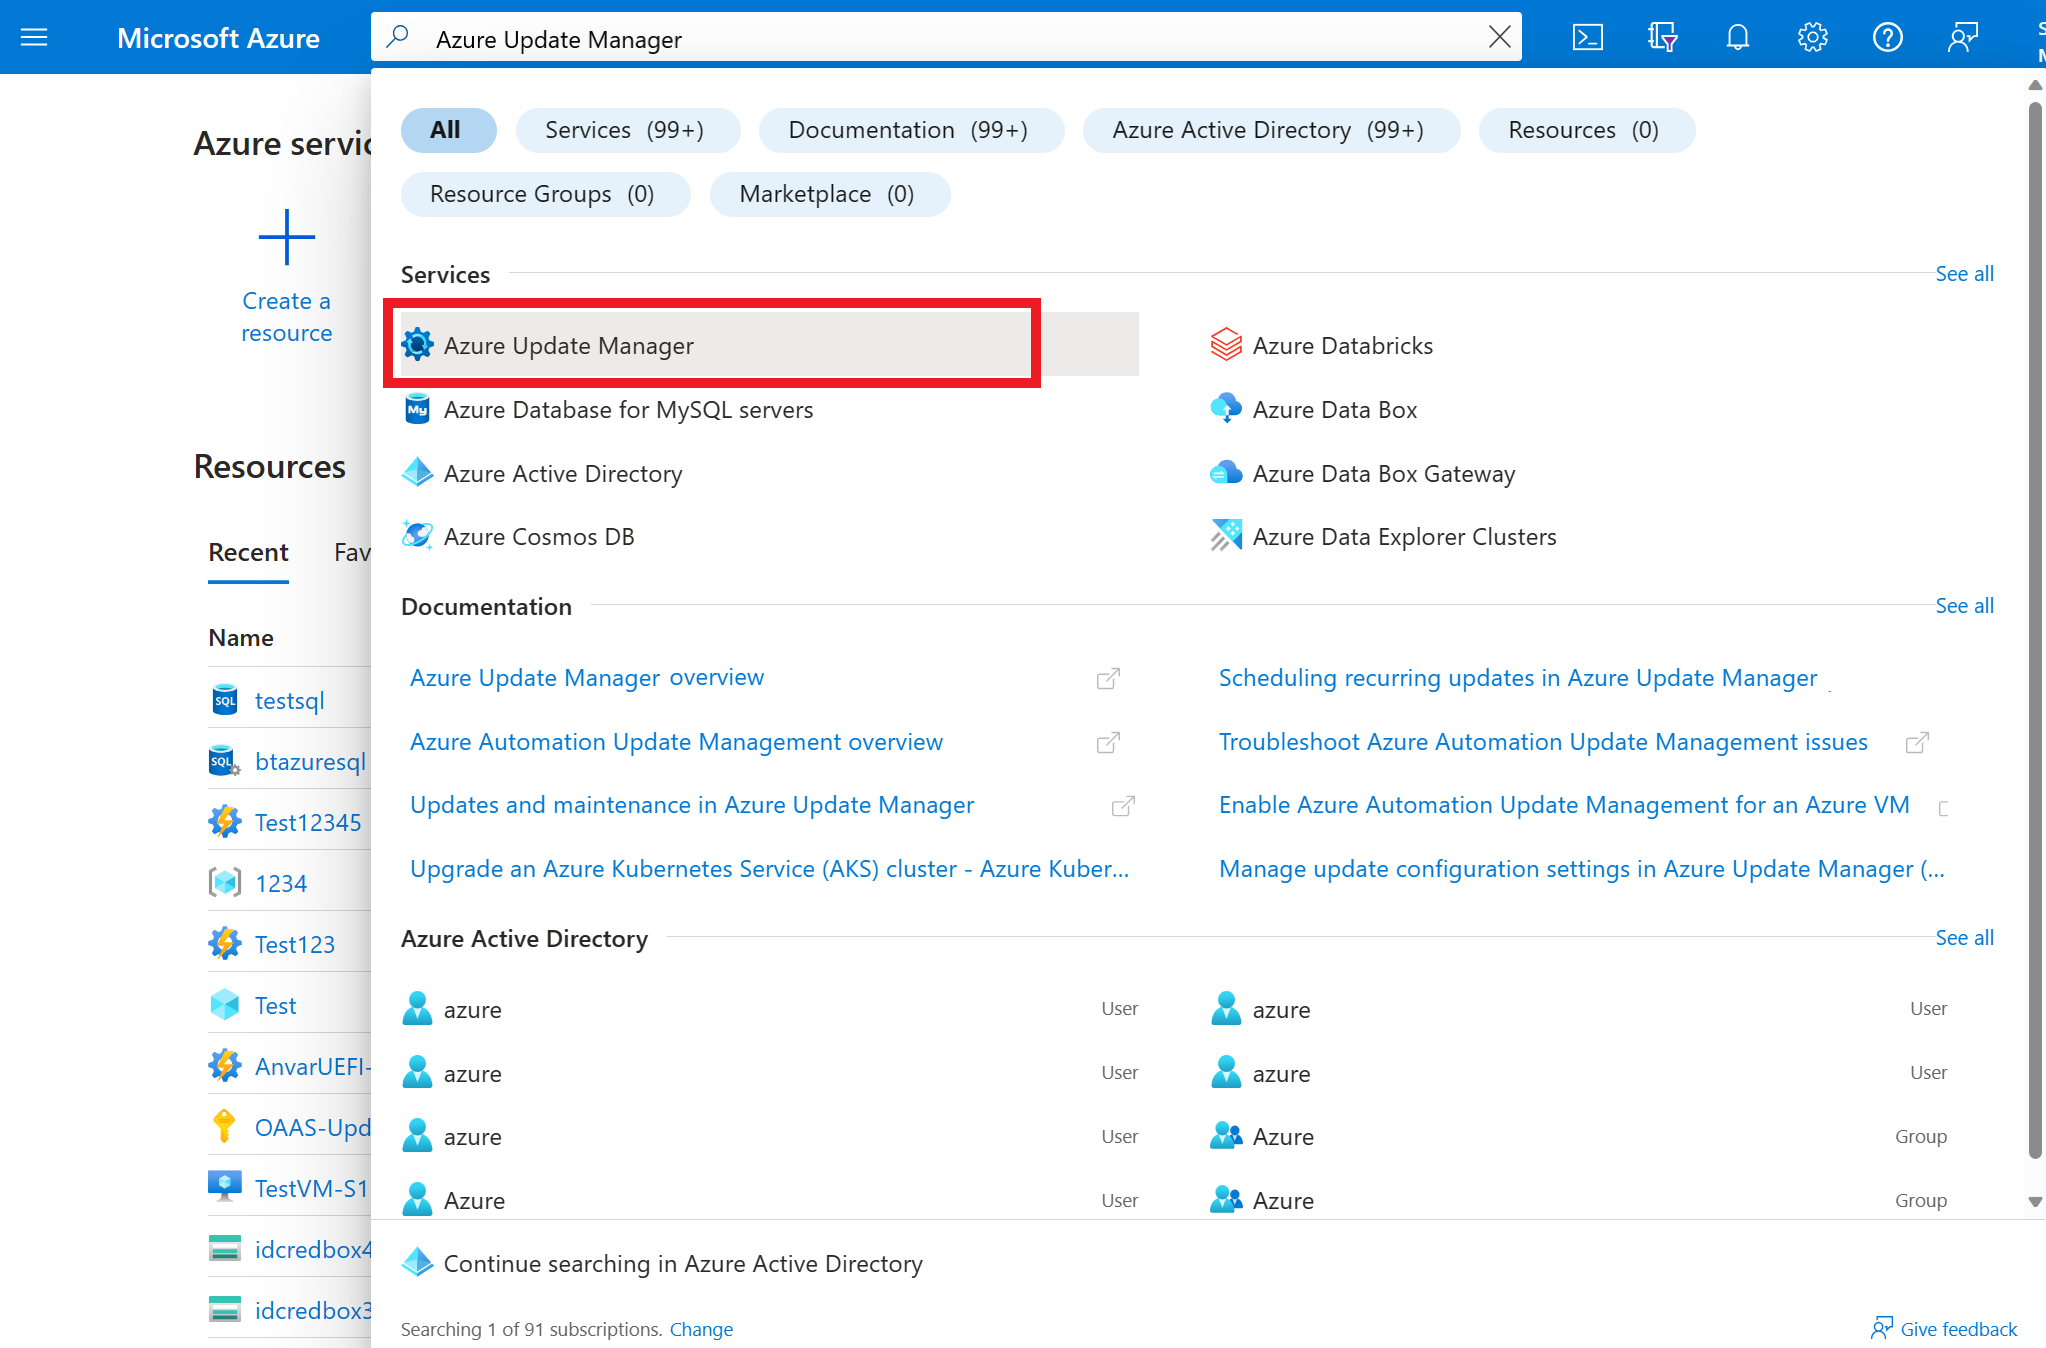 Microsoft Azure
Azure Update Manager
All
Services (99+)
Documentation (99+)
Azure Active Directory (99+)
Resources (0)
Resource Groups (0)
Marketplace (0)
Azure servic
Create a
resource
Resources
Recent
Fav
Name
testsql
btazuresql
Test12345
1234
Test123
Test
AnvarUEFI-
OAAS-Upd
TestVM-S1
idcredbox4
idcredbox3
Services
See all
Azure Update Manager
Azure Databricks
Azure Database for MySQL servers
Azure Data Box
Azure Active Directory
Azure Data Box Gateway
Azure Cosmos DB
Azure Data Explorer Clusters
Documentation
See all
Azure Update Manager overview
Scheduling recurring updates in Azure Update Manager
Azure Automation Update Management overview
Troubleshoot Azure Automation Update Management issues
Updates and maintenance in Azure Update Manager
Enable Azure Automation Update Management for an Azure VM
Upgrade an Azure Kubernetes Service (AKS) cluster - Azure Kuber...
Manage update configuration settings in Azure Update Manager (...
Azure Active Directory
See all
azure User
azure User
azure User
azure User
azure User
Azure Group
Azure User
Azure Group
Continue searching in Azure Active Directory
Searching 1 of 91 subscriptions. Change
Give feedback